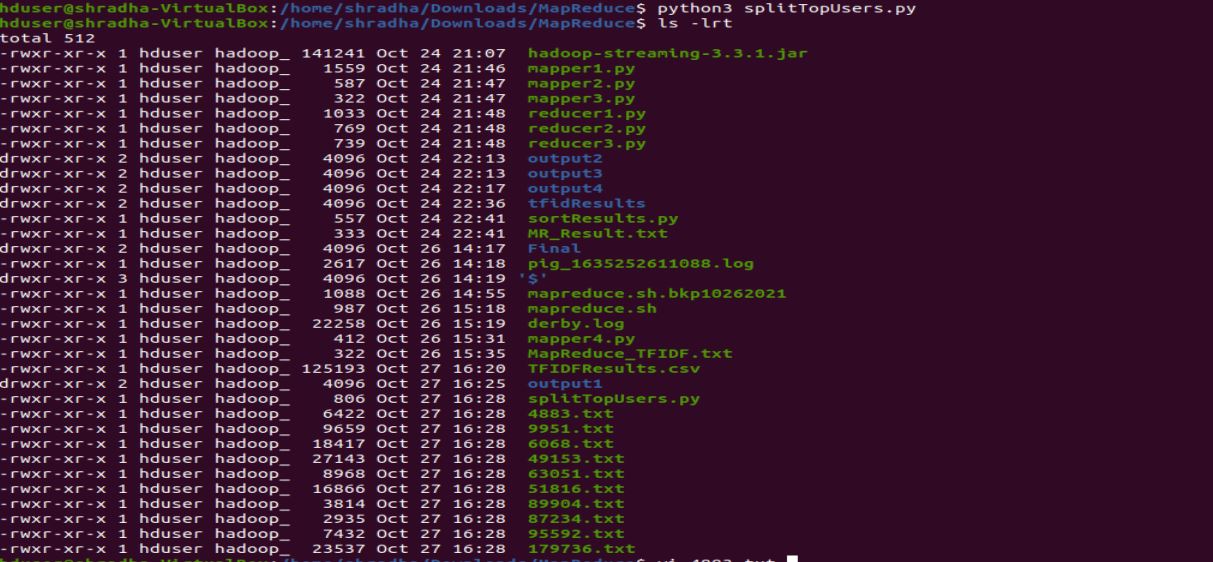 hduser@shradha-VirtualBox:/home/shradha/Downloads/MapReduce$ python3 splitTopUsers.py
hduser@shradha-VirtualBox:/home/shradha/Downloads/MapReduce$ ls -lrt
total 512
-rwxr-xr-x 1 hduser hadoop_ 141241 Oct 24 21:07 hadoop-streaming-3.3.1.jar
-rwxr-xr-x 1 hduser hadoop_ 1559 Oct 24 21:46 mapper1.py
-rwxr-xr-x 1 hduser hadoop_ 587 Oct 24 21:47 mapper2.py
-rwxr-xr-x 1 hduser hadoop_ 322 Oct 24 21:47 mapper3.py
-rwxr-xr-x 1 hduser hadoop_ 1033 Oct 24 21:48 reducer1.py
-rwxr-xr-x 1 hduser hadoop_ 769 Oct 24 21:48 reducer2.py
-rwxr-xr-x 1 hduser hadoop_ 739 Oct 24 21:48 reducer3.py
drwxr-xr-x 2 hduser hadoop_ 4096 Oct 24 22:13 output2
drwxr-xr-x 2 hduser hadoop_ 4096 Oct 24 22:13 output3
drwxr-xr-x 2 hduser hadoop_ 4096 Oct 24 22:17 output4
drwxr-xr-x 2 hduser hadoop_ 4096 Oct 24 22:36 tfidResults
-rwxr-xr-x 1 hduser hadoop_ 557 Oct 24 22:41 sortResults.py
-rwxr-xr-x 1 hduser hadoop_ 333 Oct 24 22:41 MR_Result.txt
drwxr-xr-x 2 hduser hadoop_ 4096 Oct 26 14:17 Final
-rwxr-xr-x 1 hduser hadoop_ 2617 Oct 26 14:18 pig_1635252611088.log
drwxr-xr-x 3 hduser hadoop_ 4096 Oct 26 14:19 '$'
-rwxr-xr-x 1 hduser hadoop_ 1088 Oct 26 14:55 mapreduce.sh.bkp10262021
-rwxr-xr-x 1 hduser hadoop_ 987 Oct 26 15:18 mapreduce.sh
-rwxr-xr-x 1 hduser hadoop_ 22258 Oct 26 15:19 derby.log
-rwxr-xr-x 1 hduser hadoop_ 412 Oct 26 15:31 mapper4.py
-rwxr-xr-x 1 hduser hadoop_ 322 Oct 26 15:35 MapReduce_TFIDF.txt
-rwxr-xr-x 1 hduser hadoop_ 125193 Oct 27 16:20 TFIDFResults.csv
drwxr-xr-x 2 hduser hadoop_ 4096 Oct 27 16:25 output1
-rwxr-xr-x 1 hduser hadoop_ 806 Oct 27 16:28 splitTopUsers.py
-rwxr-xr-x 1 hduser hadoop_ 6422 Oct 27 16:28 4883.txt
-rwxr-xr-x 1 hduser hadoop_ 9659 Oct 27 16:28 9951.txt
-rwxr-xr-x 1 hduser hadoop_ 18417 Oct 27 16:28 6068.txt
-rwxr-xr-x 1 hduser hadoop_ 27143 Oct 27 16:28 49153.txt
-rwxr-xr-x 1 hduser hadoop_ 8968 Oct 27 16:28 63051.txt
-rwxr-xr-x 1 hduser hadoop_ 16866 Oct 27 16:28 51816.txt
-rwxr-xr-x 1 hduser hadoop_ 3814 Oct 27 16:28 89904.txt
-rwxr-xr-x 1 hduser hadoop_ 2935 Oct 27 16:28 87234.txt
-rwxr-xr-x 1 hduser hadoop_ 7432 Oct 27 16:28 95592.txt
-rwxr-xr-x 1 hduser hadoop_ 23537 Oct 27 16:28 179736.txt
hduser@shradha-VirtualBox:/home/shradha/Downloads/MapReduce$ vi 4883.txt